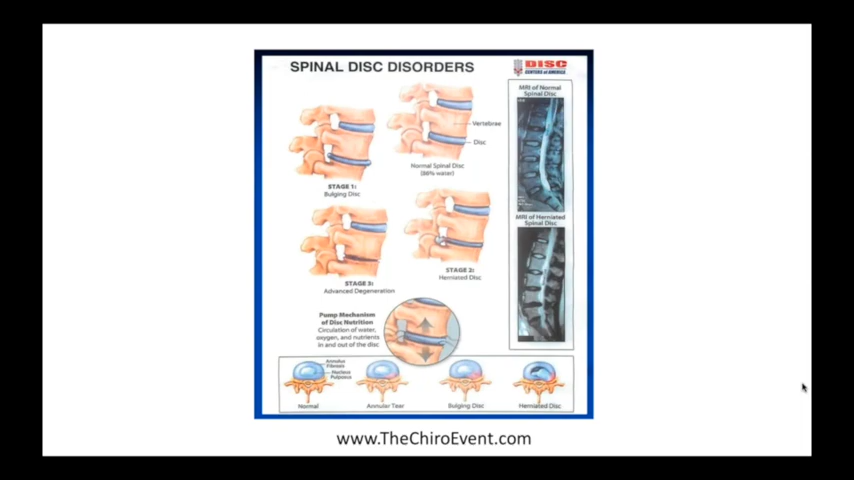 SPINAL DISC DISORDERS
DISC
CENTERS of AMERICA
MRI of Normal
Spinal Disc
Vertebrae
Disc
Normal Spinal Disc
(86% water)
STAGE 1:
Bulging Disc
MRI of Herniated
Spinal Disc
STAGE 2:
Herniated Disc
STAGE 3:
Advanced Degeneration
Pump Mechanism
of Disc Nutrition
Circulation of water,
oxygen, and nutrients
in and out of the disc
Annulus
Fibrosis
Nucleus
Pulposus
Normal
Annular Tear
Bulging Disc
Herniated Disc
www.TheChiroEvent.com